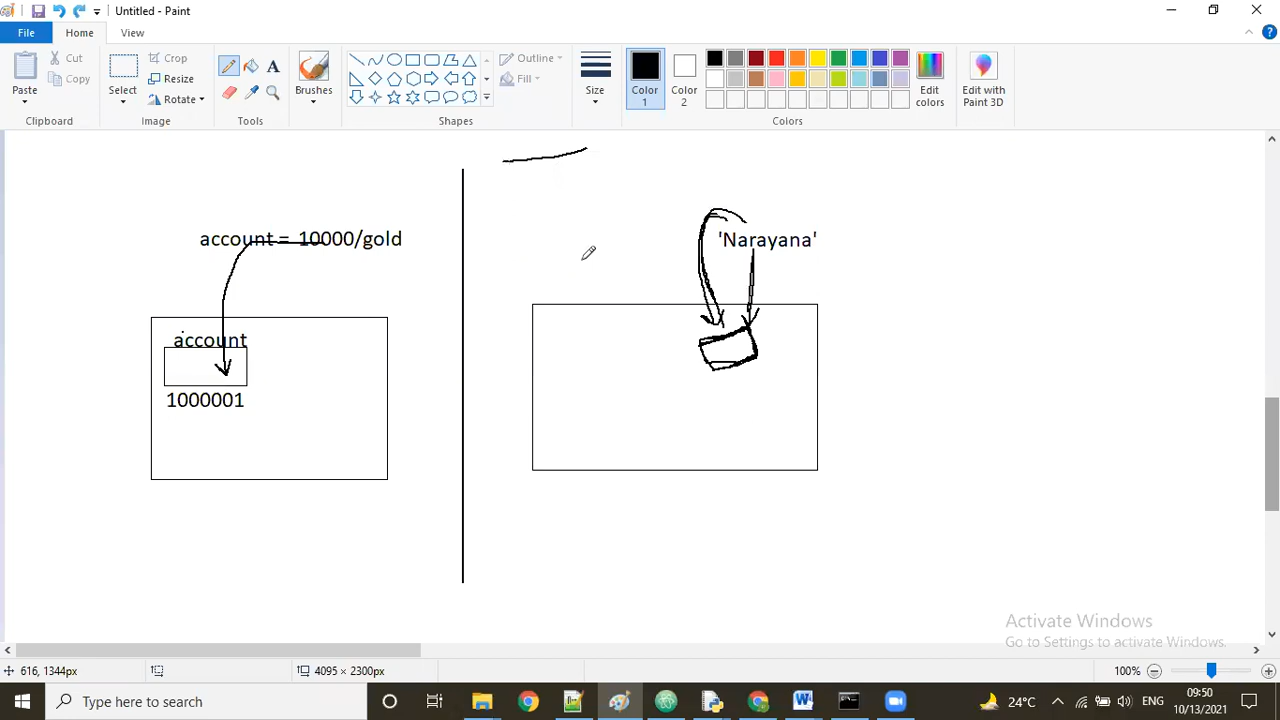 Untitled - Paint
File
Home
View
Paste
Cut
Copy
Clipboard
Select
Crop
Resize
Rotate
Image
A
Tools
Brushes
Shapes
Outline
Fill
Size
Color 1
Color 2
Edit colors
Colors
Edit with Paint 3D
account = 10000/gold
'Narayana'
account
1000001
Activate Windows
Go to Settings to activate Windows.
616, 1344px
4095 × 2300px
100%
Type here to search
24°C
ENG
09:50
10/13/2021